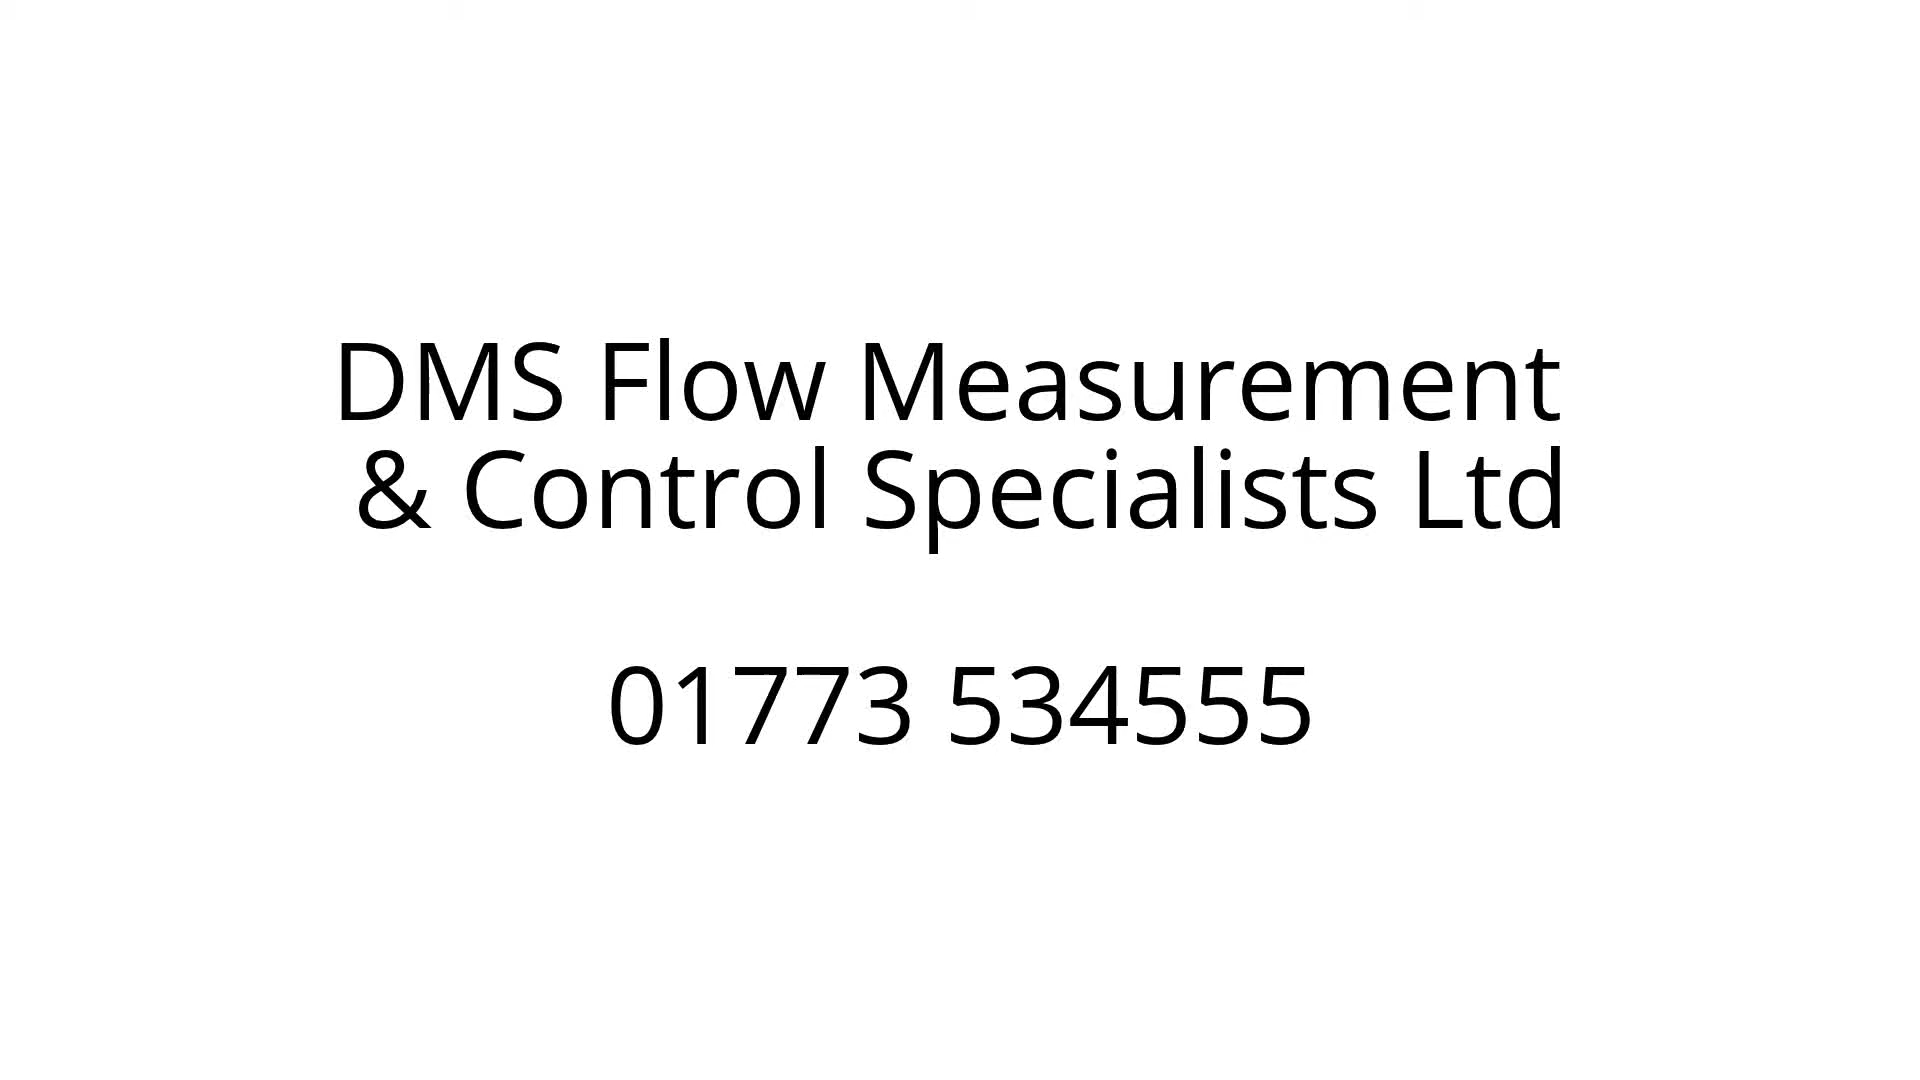 DMS Flow Measurement
& Control Specialists Ltd
01773 534555